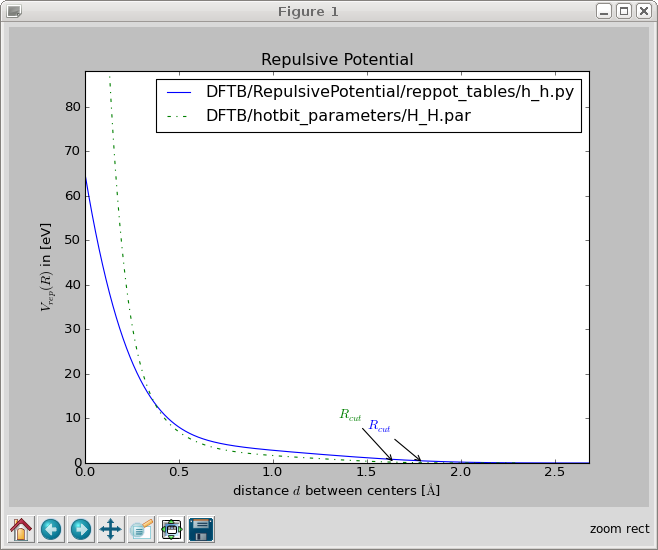 Figure 1
Repulsive Potential
DFTB/RepulsivePotential/reppot_tables/h_h.py
DFTB/hotbit_parameters/H_H.par
80
70
60
50
40
30
20
10
0
V_rep(R) in [eV]
R_cut
R_cut
0.0 0.5 1.0 1.5 2.0 2.5
distance d between centers [Å]
zoom rect